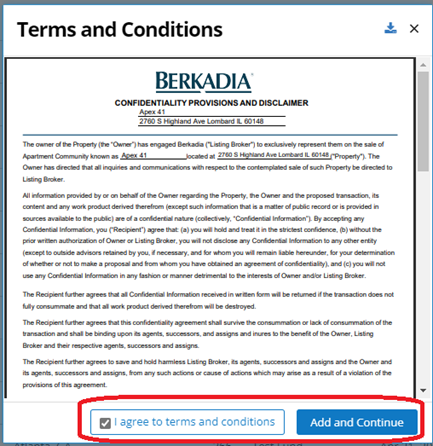 Terms and Conditions
BERKADIA
CONFIDENTIALITY PROVISIONS AND DISCLAIMER
Apex 41
2760 S Highland Ave Lombard IL 60148
The owner of the Property (the "Owner") has engaged Berkadia ("Listing Broker") to exclusively represent them on the sale of
Apartment Community known as Apex 41 located at 2760 S Highland Ave Lombard IL 60148 ("Property"). The
Owner has directed that all inquiries and communications with respect to the contemplated sale of such Property be directed to
Listing Broker.
All information provided by or on behalf of the Owner regarding the Property, the Owner and the proposed transaction, its
content and any work product derived therefrom (except such information that is a matter of public record or is provided in
sources available to the public) are of a confidential nature (collectively, "Confidential Information"). By accepting any
Confidential Information, you ("Recipient") agree that: (a) you will hold and treat it in the strictest confidence, (b) without the
prior written authorization of Owner or Listing Broker, you will not disclose any Confidential Information to any other entity
(except to outside advisors retained by you, if necessary, and for whom you will remain liable hereunder, for your determination
of whether or not to make a proposal and from whom you have obtained an agreement of confidentiality), and (c) you will not
use any Confidential Information in any fashion or manner detrimental to the interests of Owner and/or Listing Broker.
The Recipient further agrees that all Confidential Information received in written form will be returned if the transaction does not
fully consummate and that all work product derived therefrom will be destroyed.
The Recipient further agrees that this confidentiality agreement shall survive the consummation or lack of consummation of the
transaction and shall be binding upon its agents, successors, and assigns and inures to the benefit of the Owner, Listing
Broker and their respective agents, successors and assigns.
The Recipient further agrees to save and hold harmless Listing Broker, its agents, successors and assigns and the Owner and
its agents, successors and assigns, from any such actions or cause of actions which may arise as a result of a violation of the
provisions of this agreement.
I agree to terms and conditions
Add and Continue